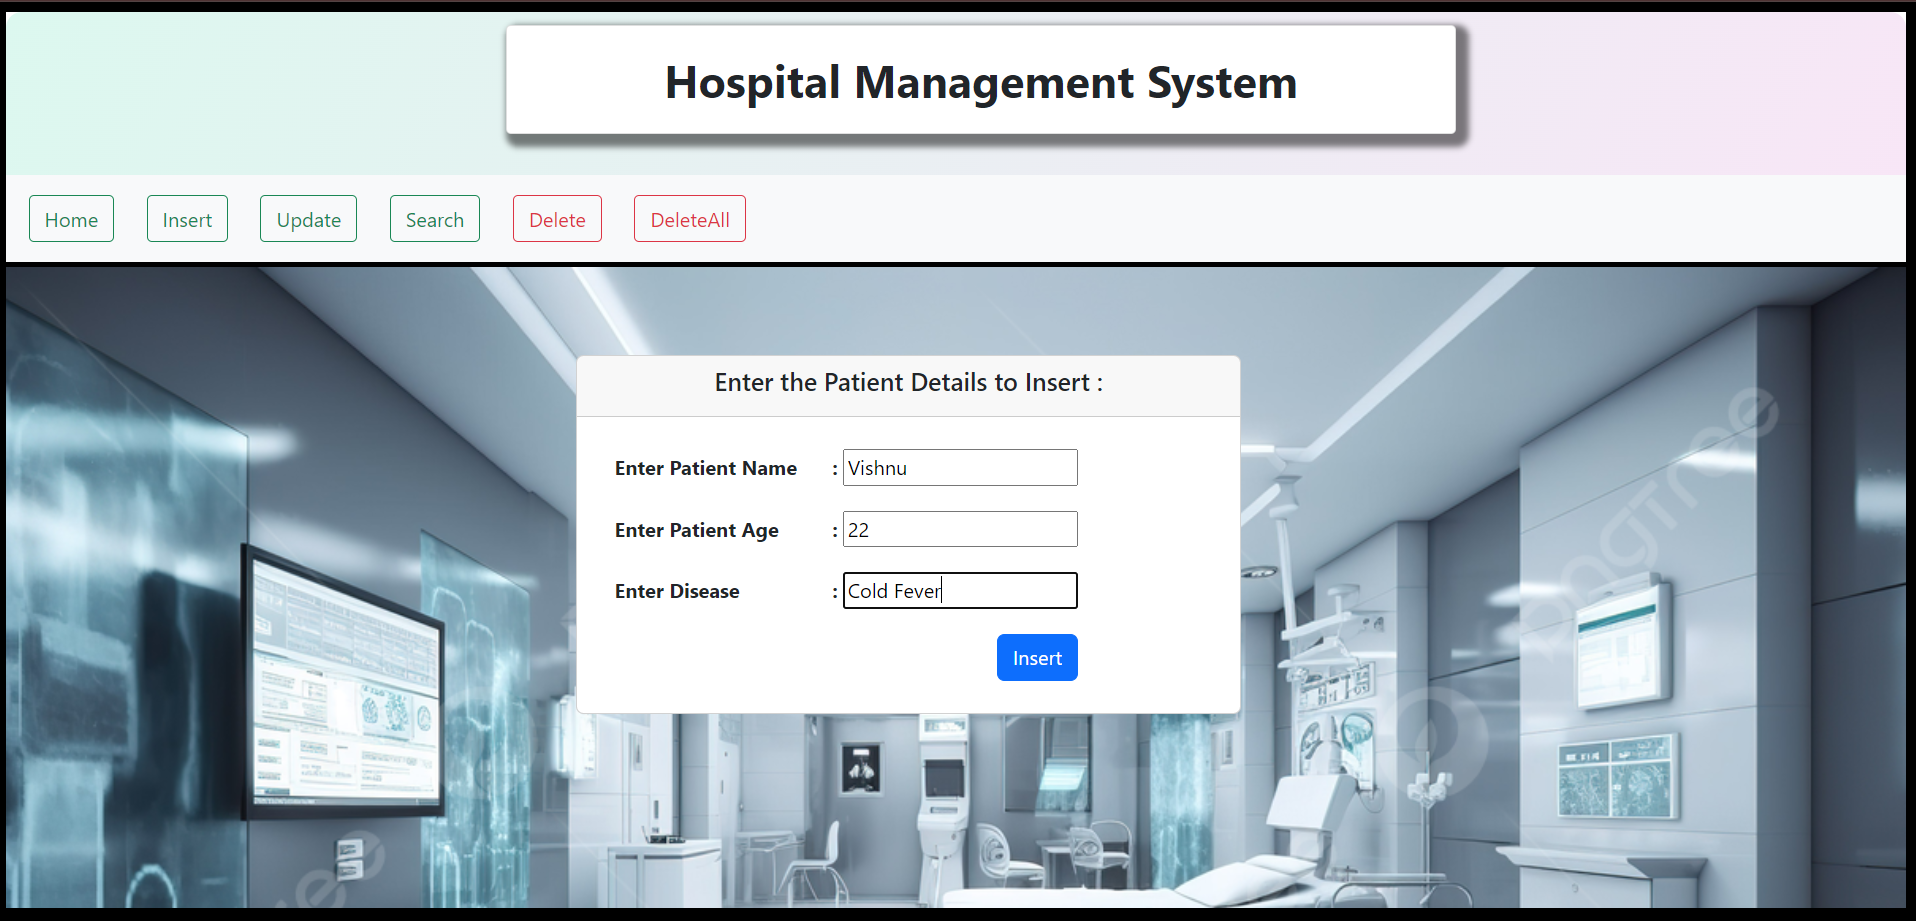 Hospital Management System
Home Insert Update Search Delete DeleteAll
Enter the Patient Details to Insert :
Enter Patient Name : Vishnu
Enter Patient Age : 22
Enter Disease : Cold Fever
Insert
pngtree